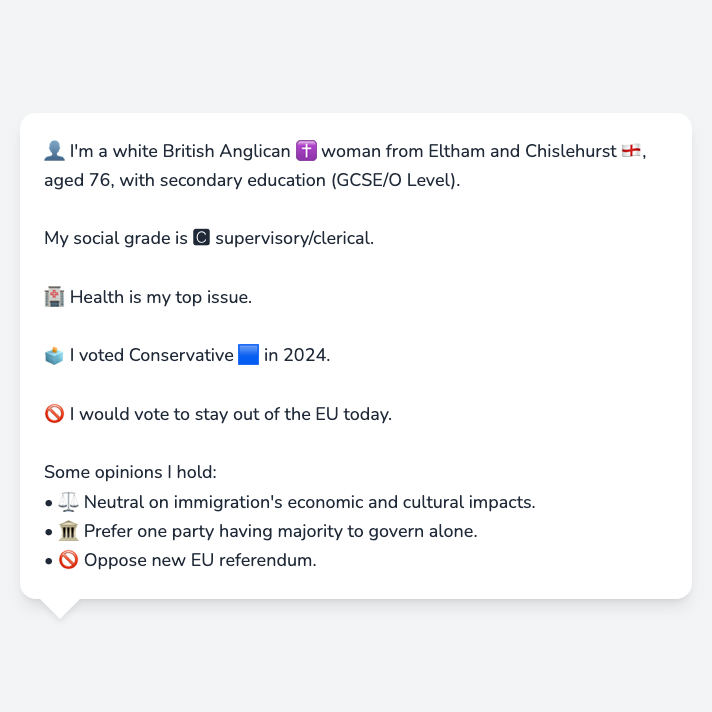 👤 I'm a white British Anglican ✝️ woman from Eltham and Chislehurst 🏴󠁧󠁢󠁥󠁮󠁧󠁿,
aged 76, with secondary education (GCSE/O Level).
My social grade is 🅲 supervisory/clerical.
🏥 Health is my top issue.
🗳️ I voted Conservative 🟦 in 2024.
🚫 I would vote to stay out of the EU today.
Some opinions I hold:
• ⚖️ Neutral on immigration's economic and cultural impacts.
• 🏛️ Prefer one party having majority to govern alone.
• 🚫 Oppose new EU referendum.